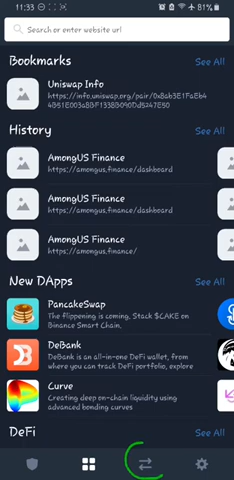 11:33
81%
Search or enter website url
Bookmarks See All
Uniswap Info
https://info.uniswap.org/pair/0x8ab3E1FaEb4
History See All
AmongUS Finance
https://amongus.finance/dashboard
AmongUS Finance
https://amongus.finance/dashboard
AmongUS Finance
https://amongus.finance/
New DApps See All
PancakeSwap
The flippening is coming. Stack $CAKE on
Binance Smart Chain.
DeBank
DeBank is an all-in-one DeFi wallet, from
where you can track DeFi portfolio, explore
Curve
Creating deep on-chain liquidity using
advanced bonding curves
DeFi See All